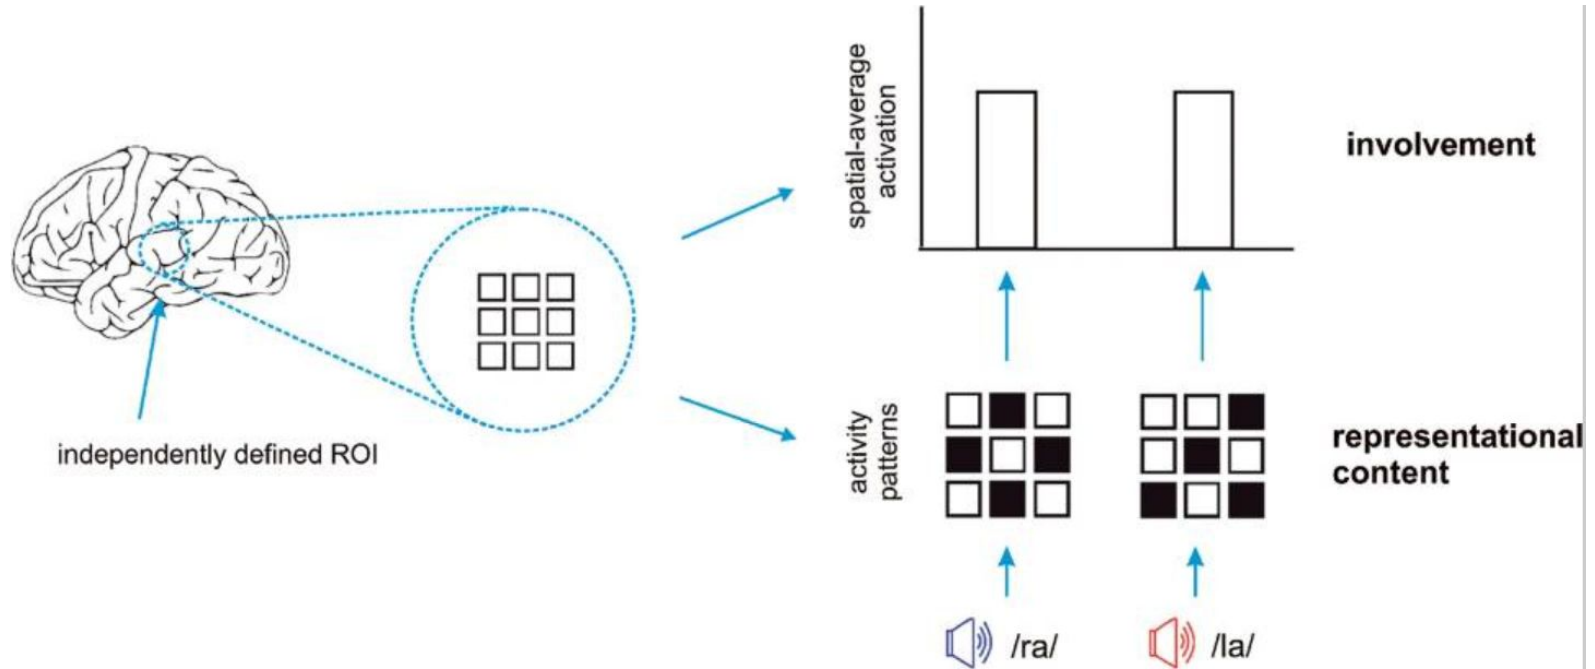 spatial-average
activation
involvement
independently defined ROI
activity
patterns
representational
content
/ra/
/la/